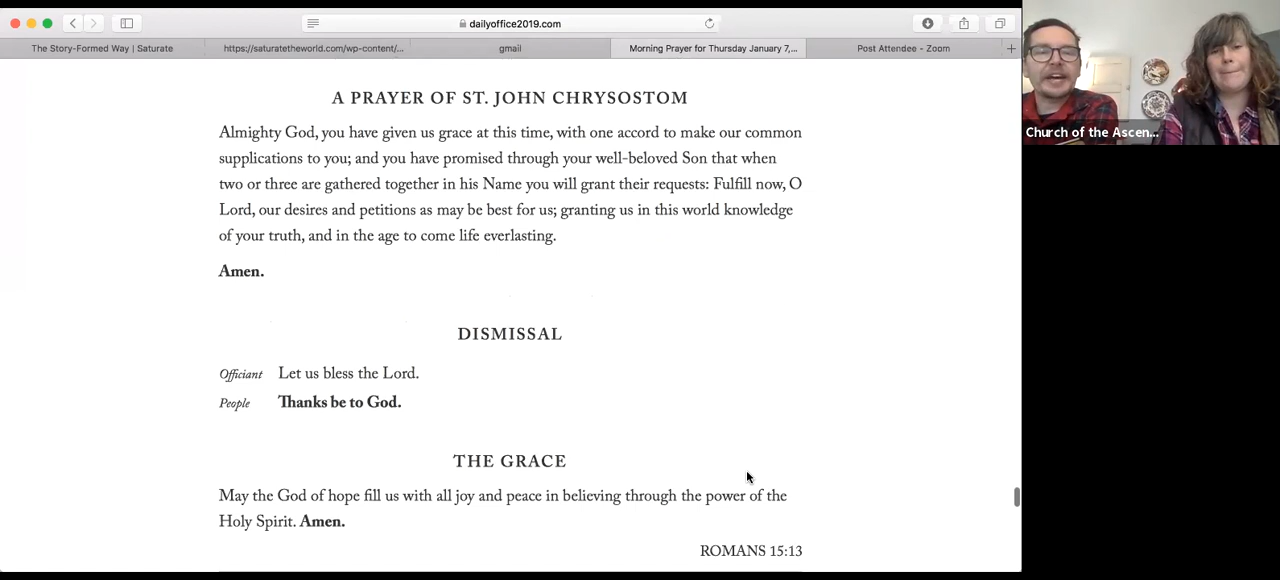 dailyoffice2019.com
The Story-Formed Way | Saturate
https://saturatetheworld.com/wp-content/...
gmail
Morning Prayer for Thursday January 7,...
Post Attendee - Zoom
A PRAYER OF ST. JOHN CHRYSOSTOM
Almighty God, you have given us grace at this time, with one accord to make our common
supplications to you; and you have promised through your well-beloved Son that when
two or three are gathered together in his Name you will grant their requests: Fulfill now, O
Lord, our desires and petitions as may be best for us; granting us in this world knowledge
of your truth, and in the age to come life everlasting.
Amen.
DISMISSAL
Officiant Let us bless the Lord.
People Thanks be to God.
THE GRACE
May the God of hope fill us with all joy and peace in believing through the power of the
Holy Spirit. Amen.
ROMANS 15:13
Church of the Ascen...